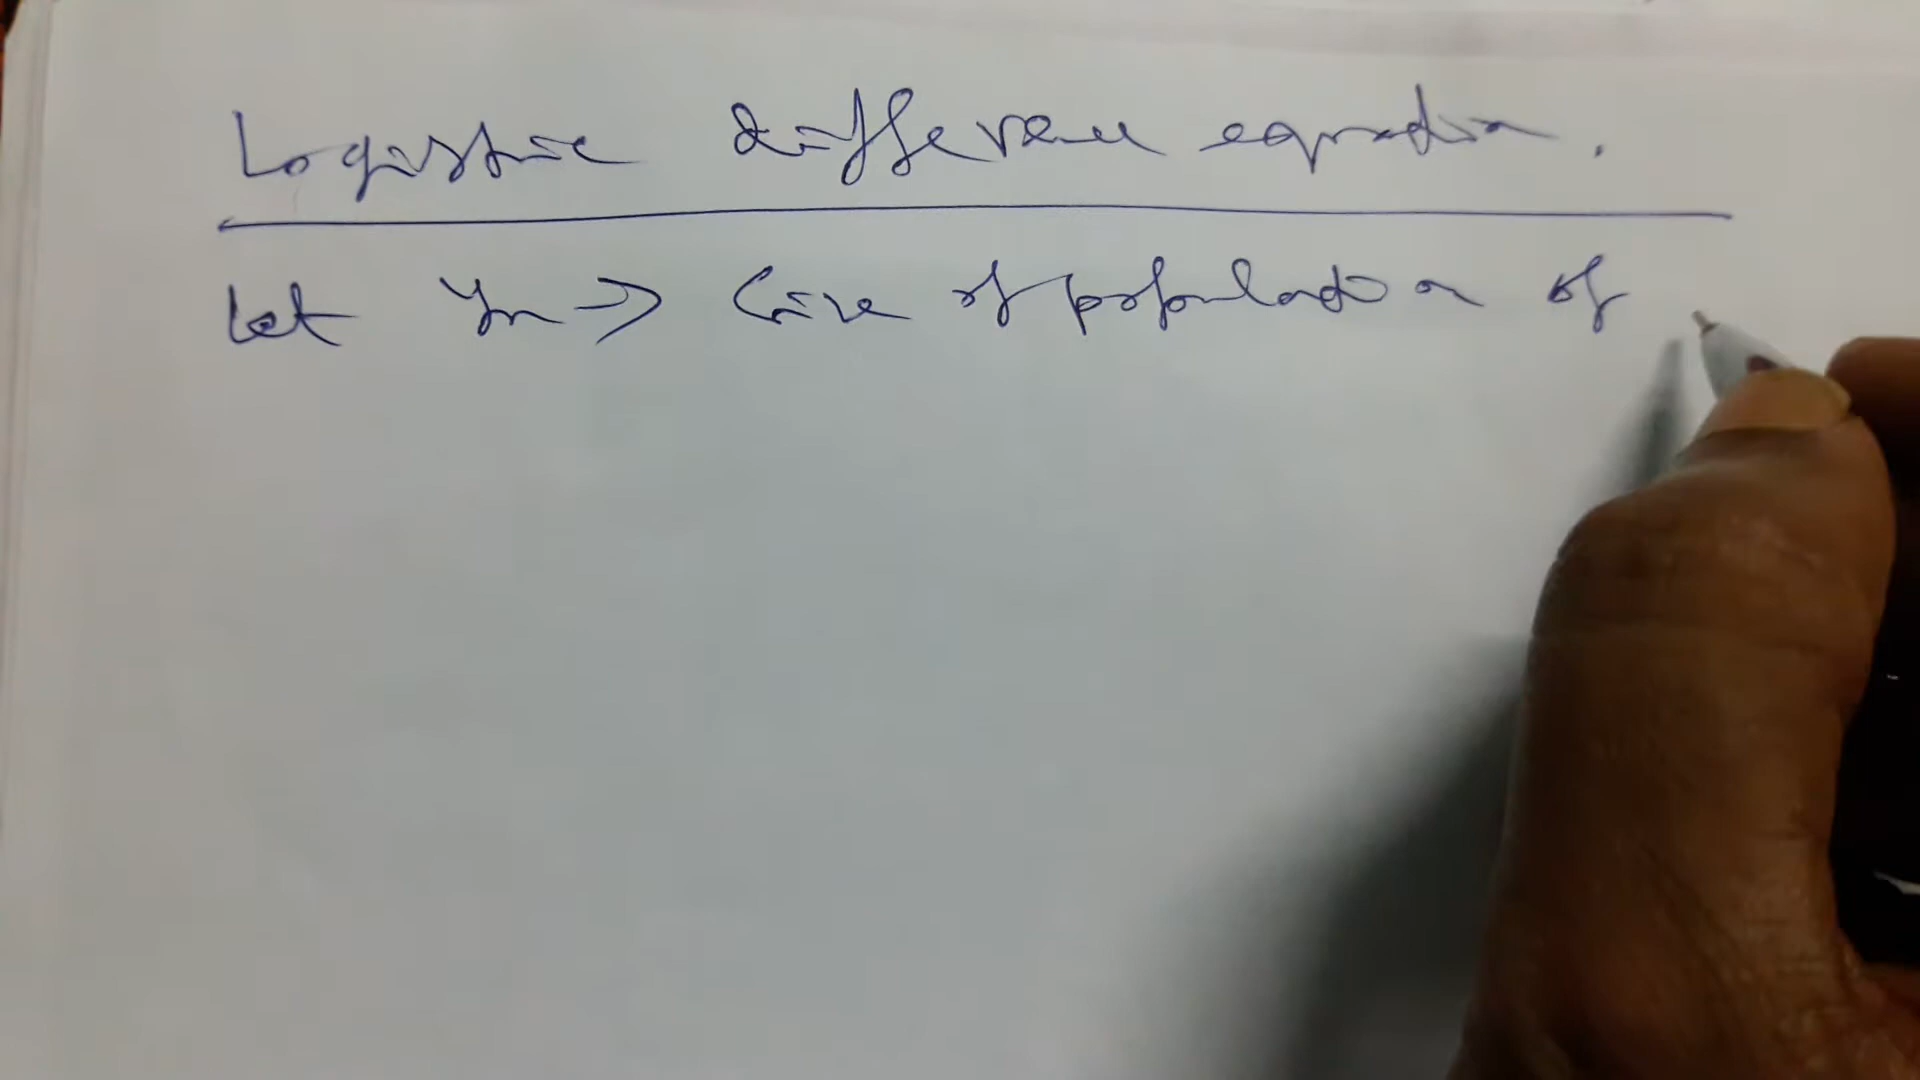 Logistic difference equation.
Let yn → Size of population of